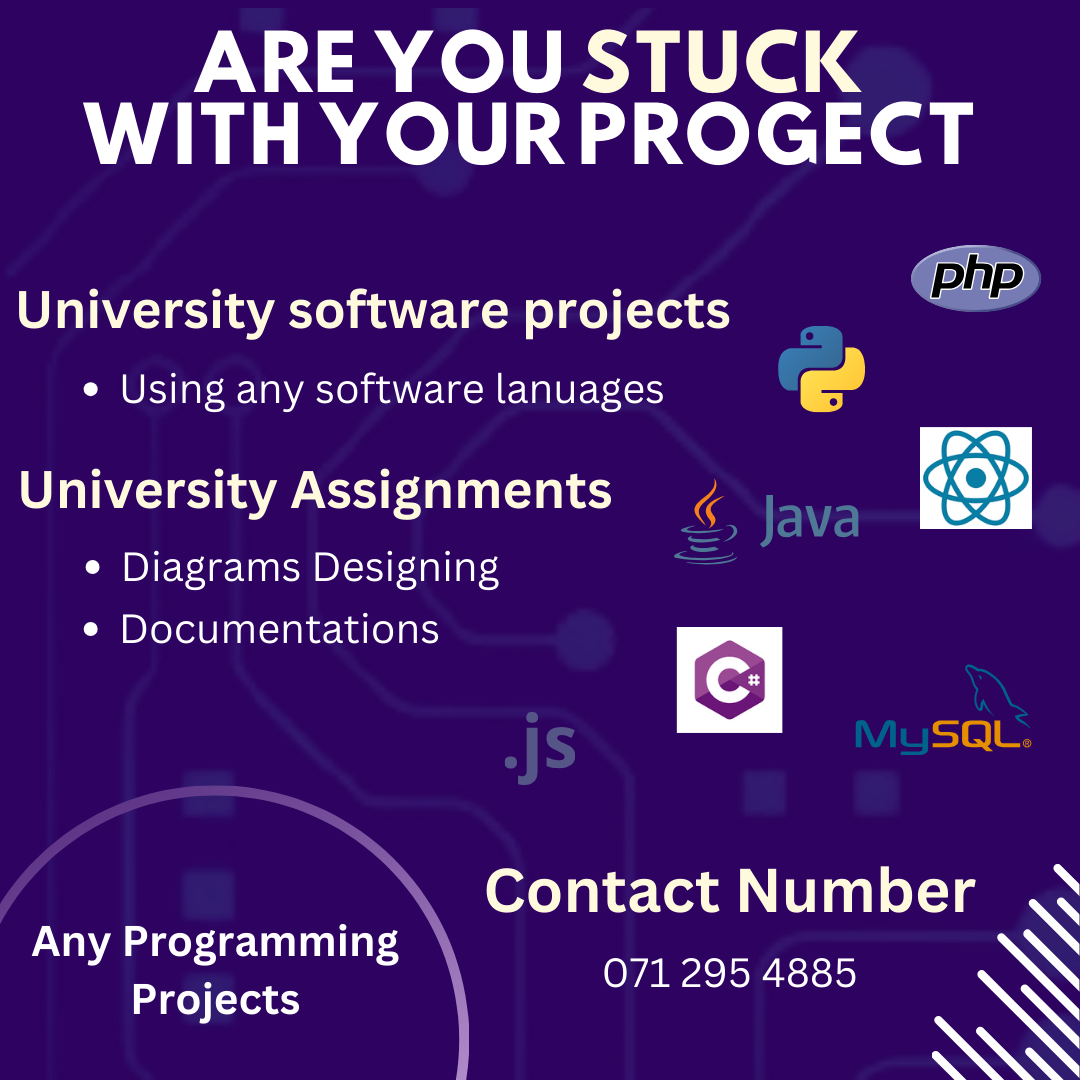 ARE YOU STUCK
WITH YOUR PROGECT
php
University software projects
• Using any software lanuages
University Assignments
Java
• Diagrams Designing
• Documentations
C#
.js
MySQL®
Contact Number
Any Programming
Projects
071 295 4885